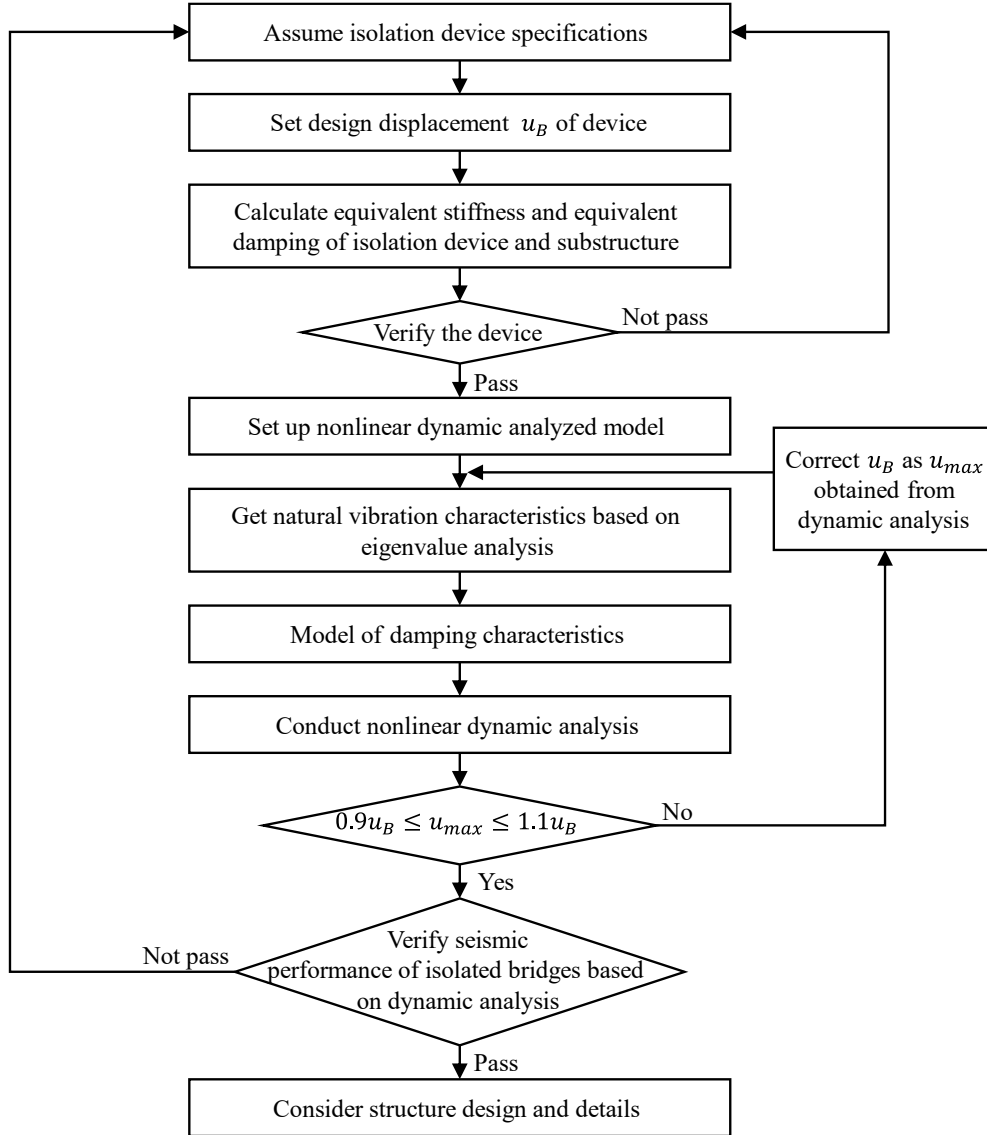 Assume isolation device specifications
Set design displacement u_B of device
Calculate equivalent stiffness and equivalent
damping of isolation device and substructure
Verify the device
Not pass
Pass
Set up nonlinear dynamic analyzed model
Correct u_B as u_max
obtained from
dynamic analysis
Get natural vibration characteristics based on
eigenvalue analysis
Model of damping characteristics
Conduct nonlinear dynamic analysis
0.9u_B ≤ u_max ≤ 1.1u_B
No
Yes
Verify seismic
performance of isolated bridges based
on dynamic analysis
Not pass
Pass
Consider structure design and details